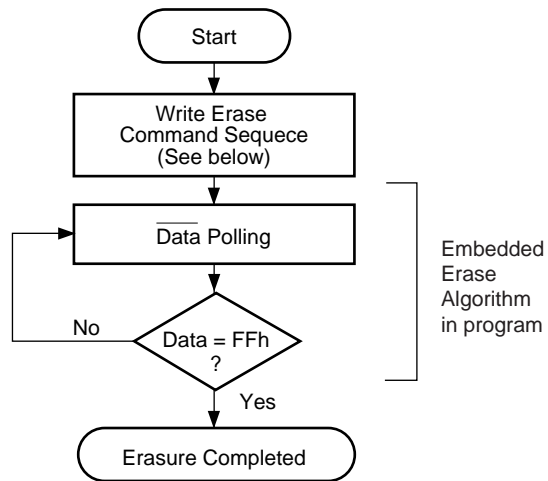 Start
Write Erase
Command Sequece
(See below)
Data Polling
Embedded
Erase
Algorithm
in program
No
Data = FFh
?
Yes
Erasure Completed